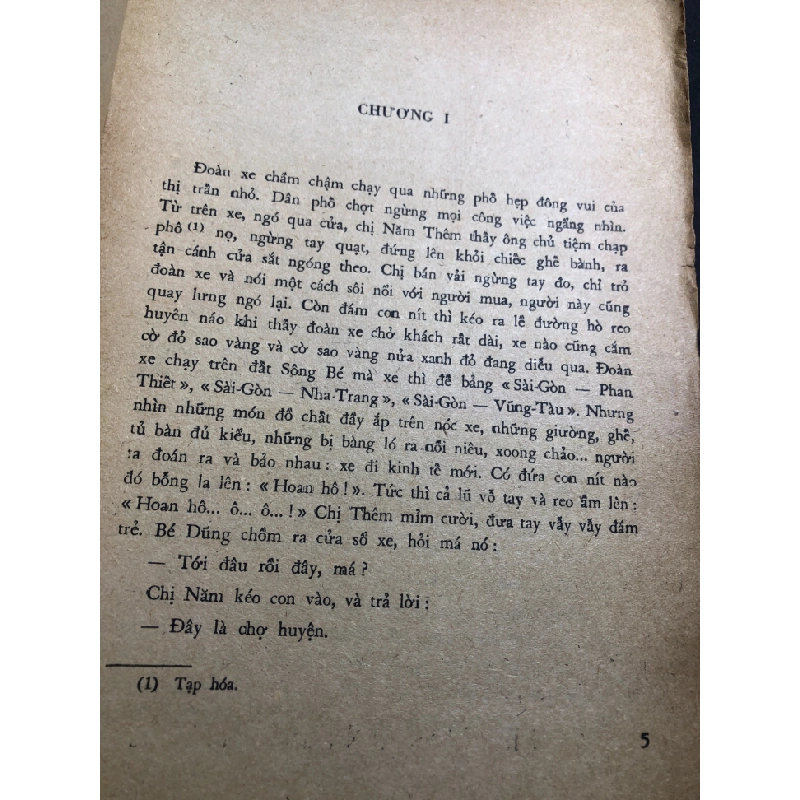 CHƯƠNG I
Đoàn xe chầm chậm chạy qua những phố hẹp đông vui của
thị trấn nhỏ. Dân phố chợt ngừng mọi công việc ngẩng nhìn.
Từ trên xe, ngó qua cửa, chị Năm Thêm thấy ông chủ tiệm chạp
phô (1) nọ, ngừng tay quạt, đứng lên khỏi chiếc ghế bành, ra
tận cánh cửa sắt ngóng theo. Chị bán vải ngừng tay đo, chỉ trỏ
đoàn xe và nói một cách sôi nổi với người mua, người này cũng
quay lưng ngó lại. Còn đám con nít thì kéo ra lề đường hò reo
huyên náo khi thấy đoàn xe chở khách rất dài, xe nào cũng cắm
cờ đỏ sao vàng và cờ sao vàng nửa xanh đỏ đang diễu qua. Đoàn
xe chạy trên đất Sông Bé mà xe thì đề bảng « Sài-Gòn — Phan
Thiết », « Sài-Gòn — Nha-Trang », « Sài-Gòn — Vũng-Tàu ». Nhưng
nhìn những món đồ chất đầy ắp trên nóc xe, những giường, ghế,
tủ bàn đủ kiểu, những bị bàng ló ra nồi niêu, xoong chảo... người
ta đoán ra và bảo nhau : xe đi kinh tế mới. Có đứa con nít nào
đó bỗng la lên : « Hoan hô ! ». Tức thì cả lũ vỗ tay và reo ầm lên :
« Hoan hô... ô... ô... ! » Chị Thêm mỉm cười, đưa tay vẫy vẫy đám
trẻ. Bé Dũng chồm ra cửa sổ xe, hỏi má nó :
— Tới đâu rồi đây, má ?
Chị Năm kéo con vào, và trả lời :
— Đây là chợ huyện.
(1) Tạp hóa.
5